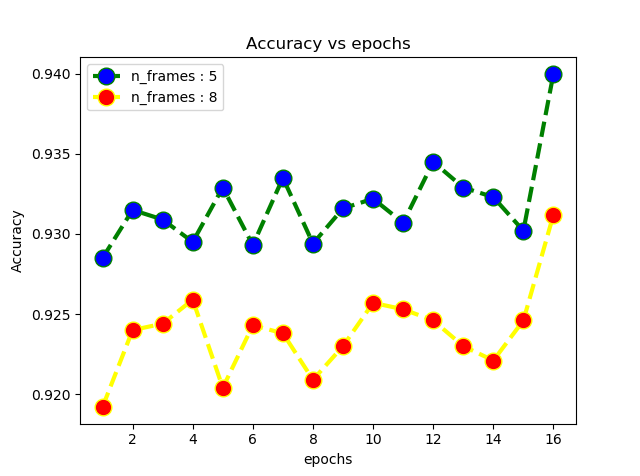 Accuracy vs epochs
n_frames : 5
n_frames : 8
Accuracy
0.940
0.935
0.930
0.925
0.920
2 4 6 8 10 12 14 16
epochs